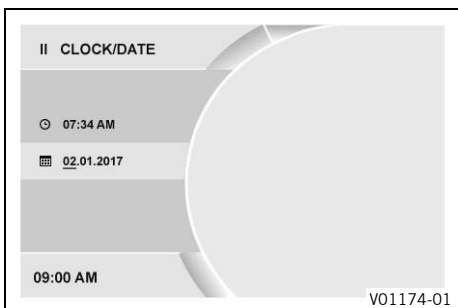 II CLOCK/DATE
07:34 AM
02.01.2017
09:00 AM
V01174-01